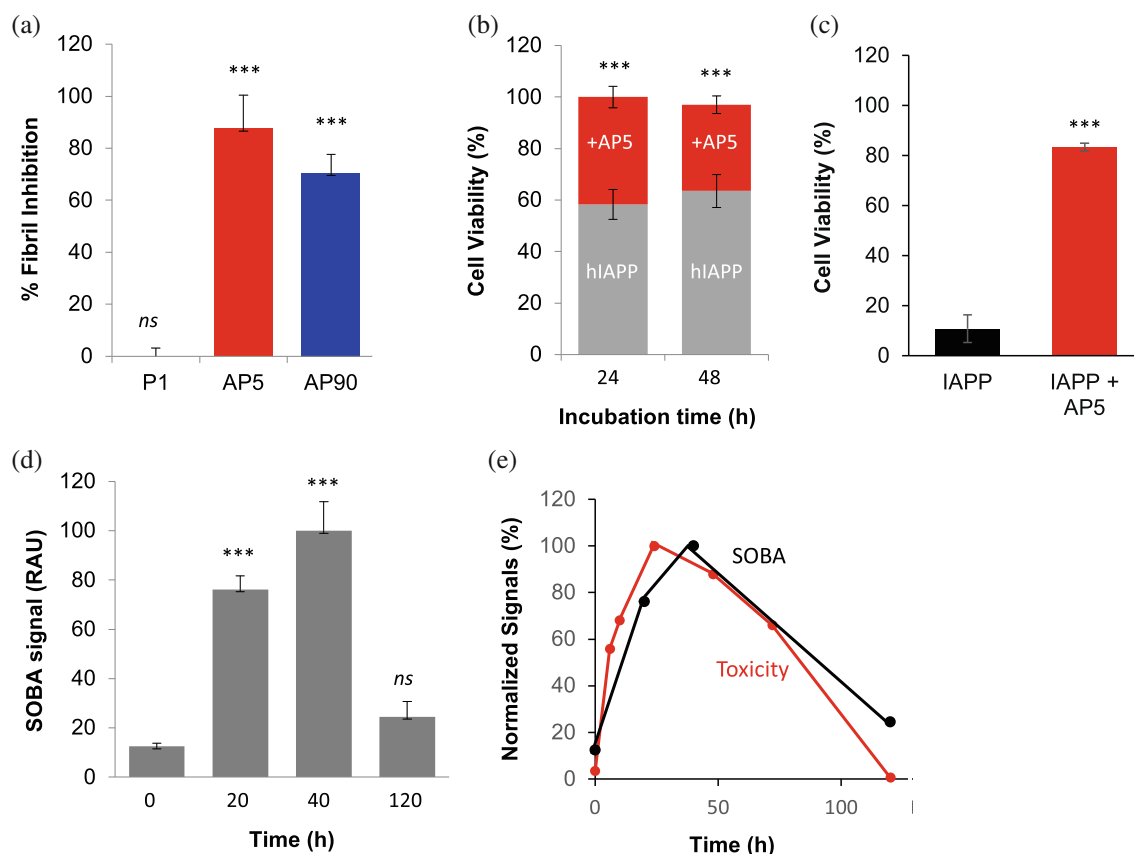 (a)
120
100
80
60
40
20
0
% Fibril Inhibition
ns
***
***
P1 AP5 AP90
(b)
120
100
80
60
40
20
0
Cell Viability (%)
***
***
+AP5
+AP5
hIAPP
hIAPP
24 48
Incubation time (h)
(c)
120
100
80
60
40
20
0
Cell Viability (%)
***
IAPP
IAPP +
AP5
(d)
120
100
80
60
40
20
0
SOBA signal (RAU)
***
***
ns
0 20 40 120
Time (h)
(e)
120
100
80
60
40
20
0
Normalized Signals (%)
SOBA
Toxicity
0 50 100
Time (h)